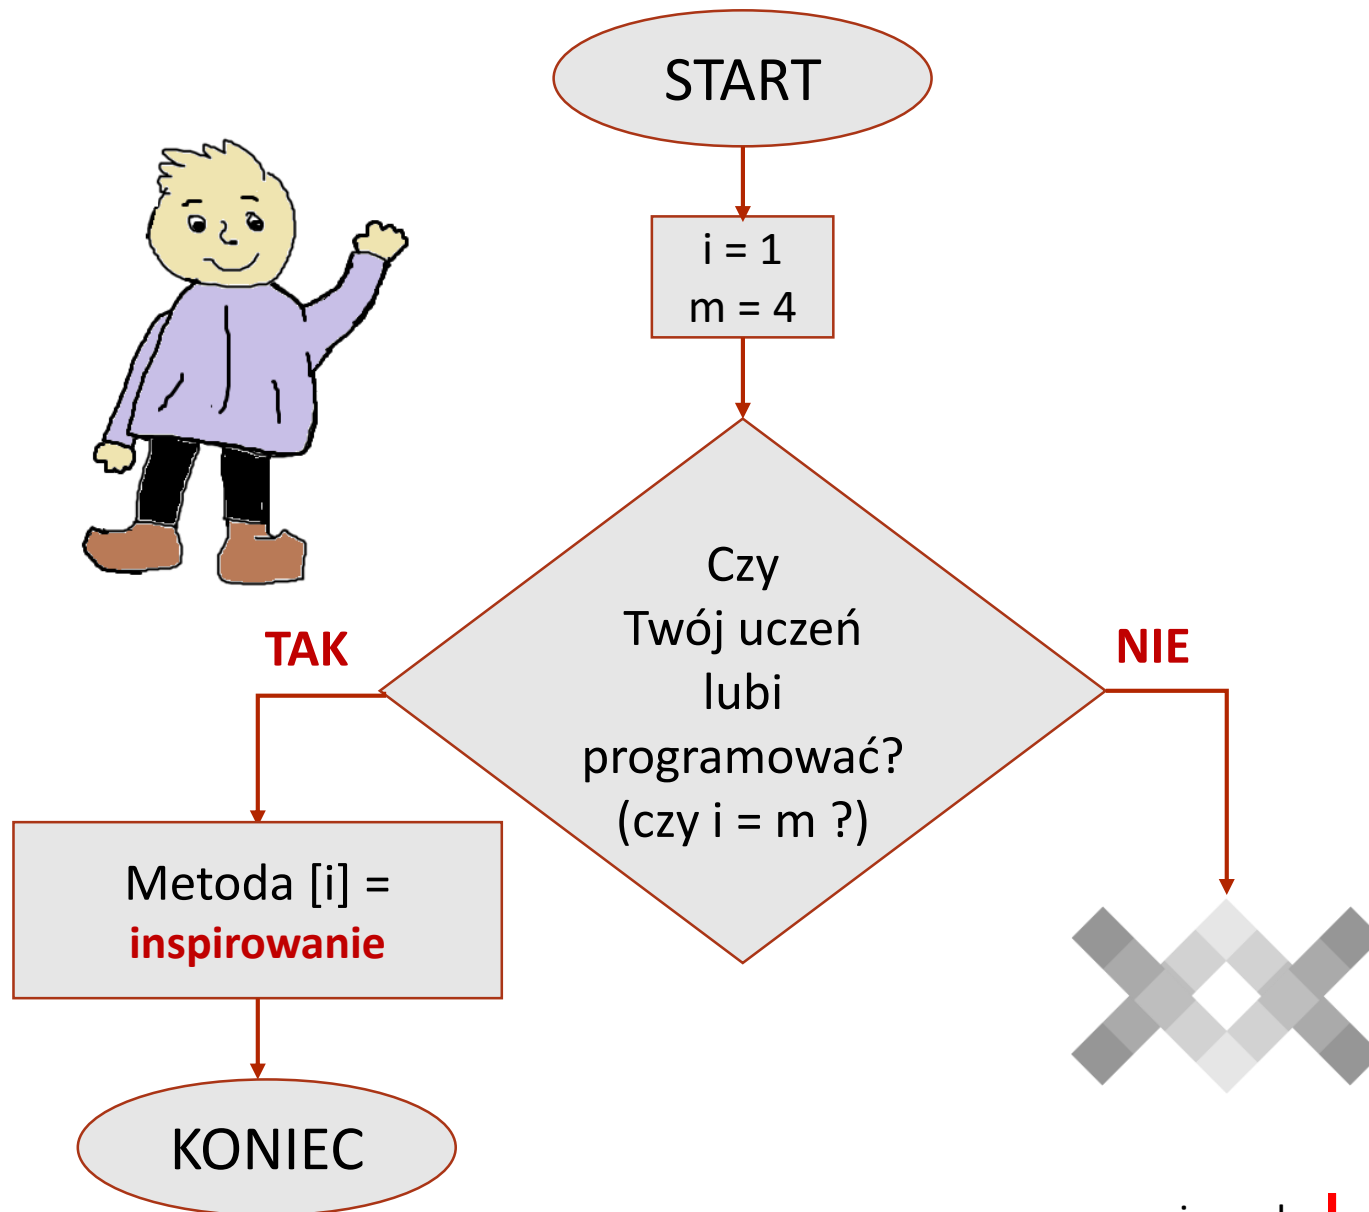 START
i = 1
m = 4
Czy
Twój uczeń
lubi
programować?
(czy i = m ?)
TAK
NIE
Metoda [i] =
inspirowanie
KONIEC